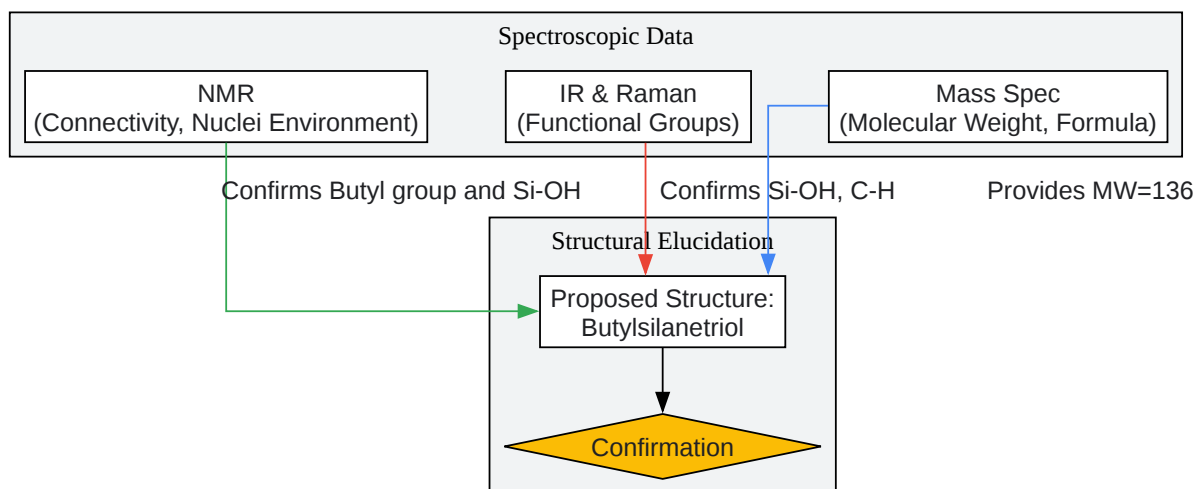 Spectroscopic Data
NMR
(Connectivity, Nuclei Environment)
IR & Raman
(Functional Groups)
Mass Spec
(Molecular Weight, Formula)
Confirms Butyl group and Si-OH
Confirms Si-OH, C-H
Provides MW=136
Structural Elucidation
Proposed Structure:
Butylsilanetriol
Confirmation